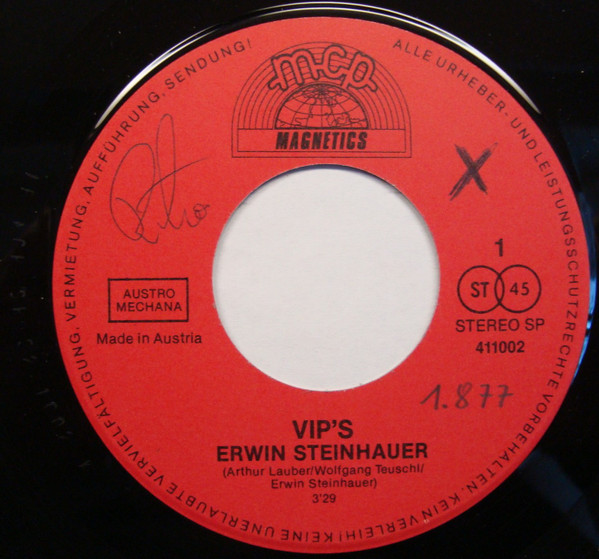 ALLE URHEBER- UND LEISTUNGSSCHUTZRECHTE VORBEHALTEN. KEIN VERLEIH! KEINE UNERLAUBTE VERVIELFÄLTIGUNG, VERMIETUNG, AUFFÜHRUNG, SENDUNG!
mcp
MAGNETICS
X
1
ST 45
STEREO SP
411002
AUSTRO
MECHANA
Made in Austria
1.877
VIP'S
ERWIN STEINHAUER
(Arthur Lauber/Wolfgang Teuschl/
Erwin Steinhauer)
3'29